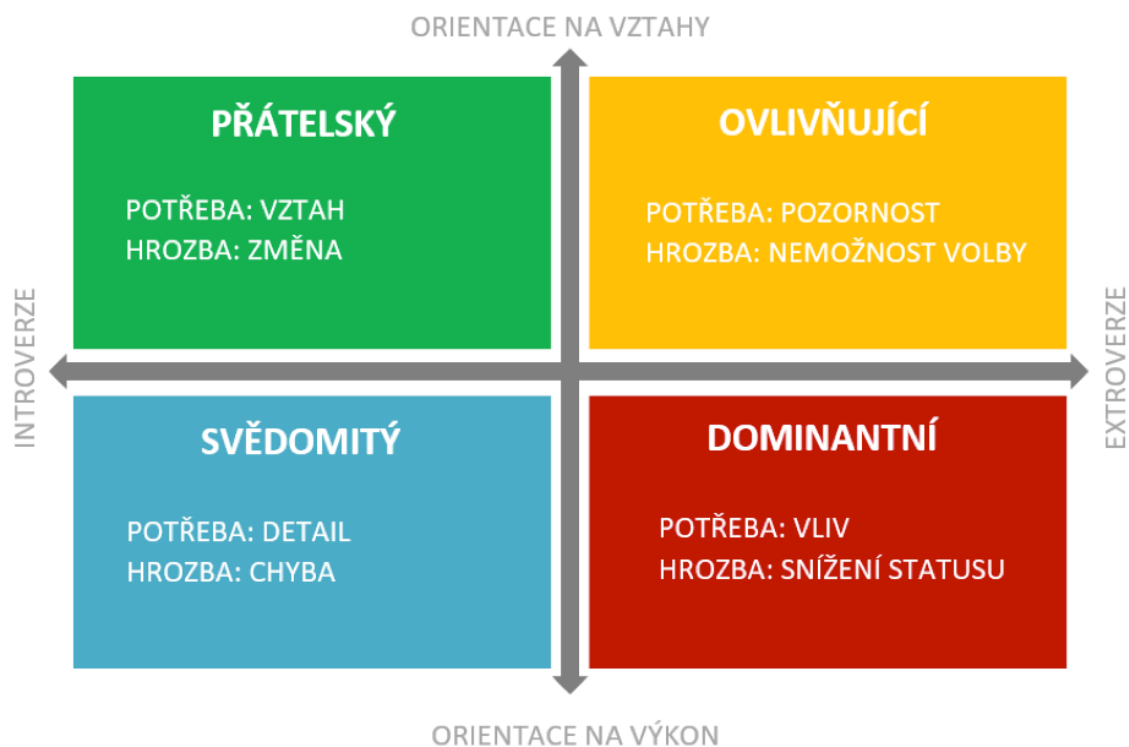 ORIENTACE NA VZTAHY
PŘÁTELSKÝ
POTŘEBA: VZTAH
HROZBA: ZMĚNA
OVLIVŇUJÍCÍ
POTŘEBA: POZORNOST
HROZBA: NEMOŽNOST VOLBY
INTROVERZE
EXTROVERZE
SVĚDOMITÝ
POTŘEBA: DETAIL
HROZBA: CHYBA
DOMINANTNÍ
POTŘEBA: VLIV
HROZBA: SNÍŽENÍ STATUSU
ORIENTACE NA VÝKON